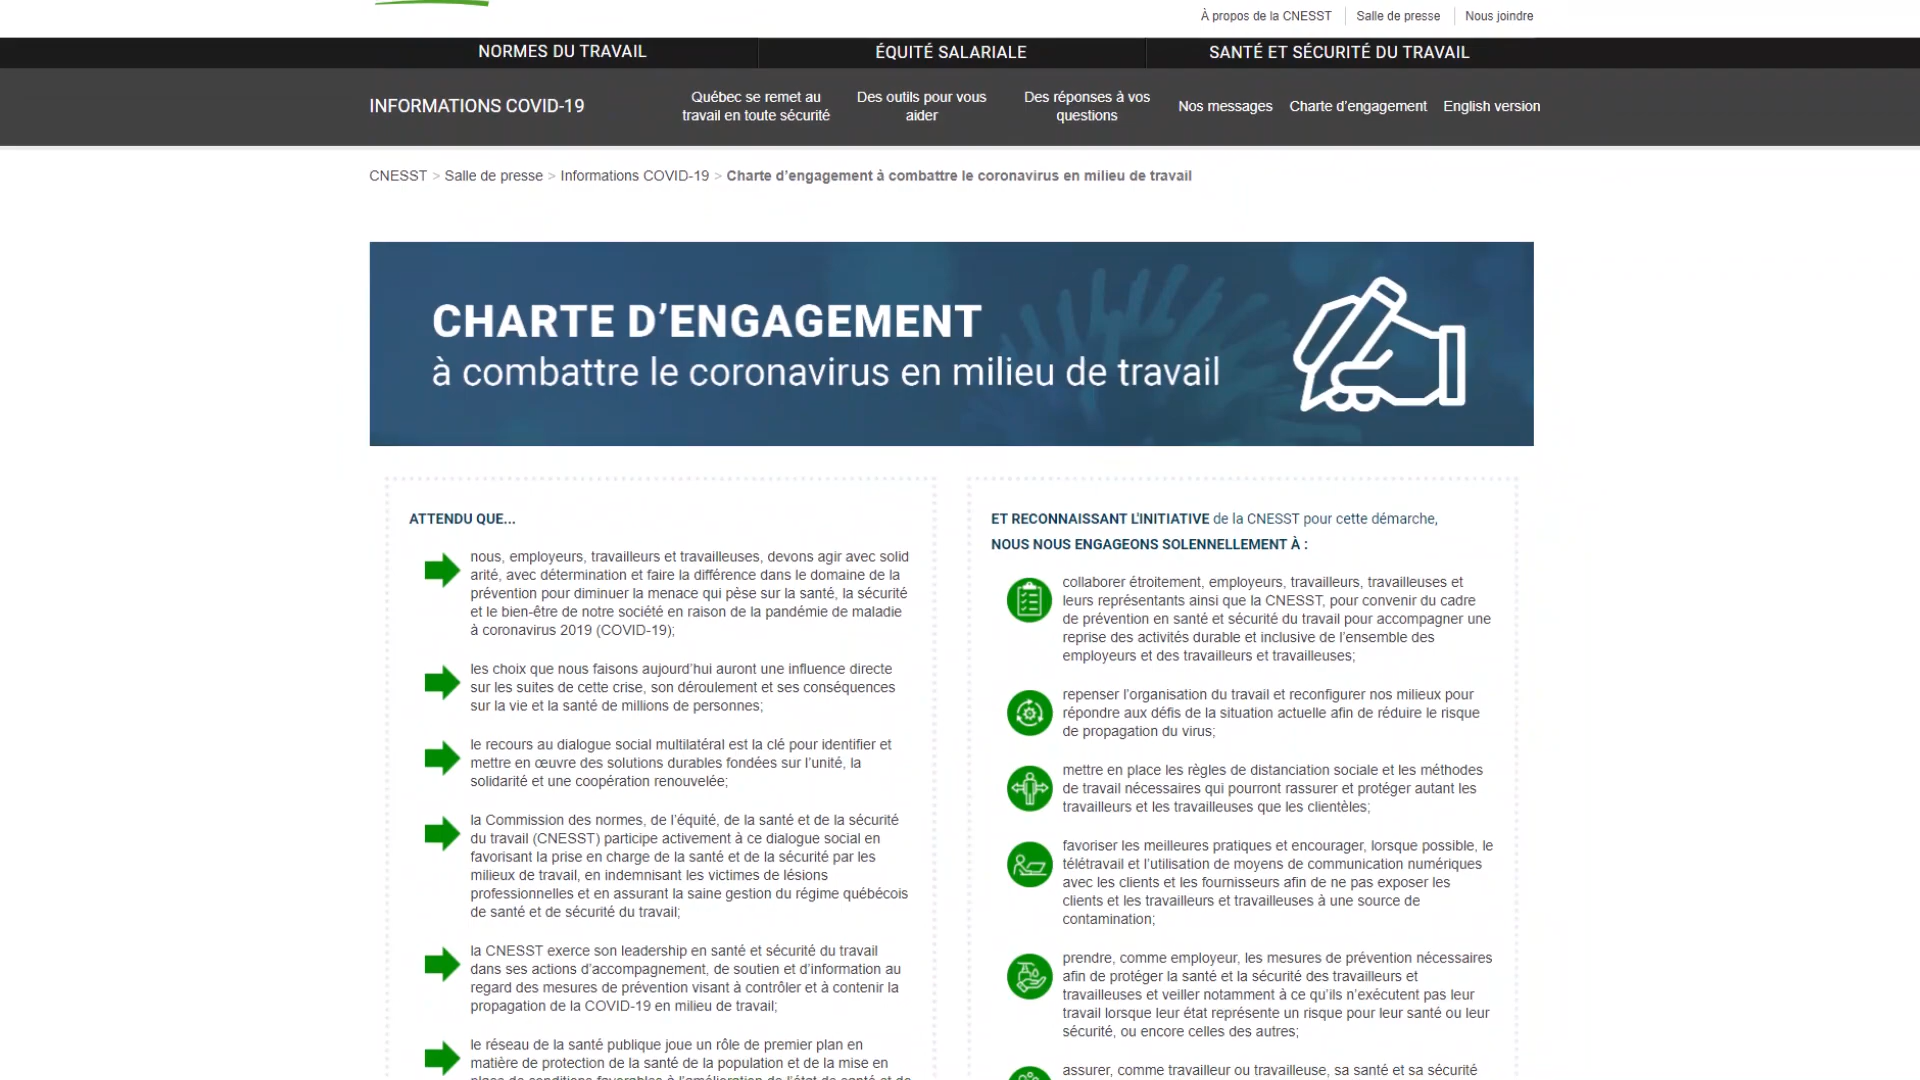 À propos de la CNESST
Salle de presse
Nous joindre
NORMES DU TRAVAIL
ÉQUITÉ SALARIALE
SANTÉ ET SÉCURITÉ DU TRAVAIL
INFORMATIONS COVID-19
Québec se remet au
travail en toute sécurité
Des outils pour vous
aider
Des réponses à vos
questions
Nos messages
Charte d’engagement
English version
CNESST > Salle de presse > Informations COVID-19 > Charte d’engagement à combattre le coronavirus en milieu de travail
CHARTE D’ENGAGEMENT
à combattre le coronavirus en milieu de travail
ATTENDU QUE...
nous, employeurs, travailleurs et travailleuses, devons agir avec solid
arité, avec détermination et faire la différence dans le domaine de la
prévention pour diminuer la menace qui pèse sur la santé, la sécurité
et le bien-être de notre société en raison de la pandémie de maladie
à coronavirus 2019 (COVID-19);
les choix que nous faisons aujourd’hui auront une influence directe
sur les suites de cette crise, son déroulement et ses conséquences
sur la vie et la santé de millions de personnes;
le recours au dialogue social multilatéral est la clé pour identifier et
mettre en œuvre des solutions durables fondées sur l’unité, la
solidarité et une coopération renouvelée;
la Commission des normes, de l’équité, de la santé et de la sécurité
du travail (CNESST) participe activement à ce dialogue social en
favorisant la prise en charge de la santé et de la sécurité par les
milieux de travail, en indemnisant les victimes de lésions
professionnelles et en assurant la saine gestion du régime québécois
de santé et de sécurité du travail;
la CNESST exerce son leadership en santé et sécurité du travail
dans ses actions d’accompagnement, de soutien et d’information au
regard des mesures de prévention visant à contrôler et à contenir la
propagation de la COVID-19 en milieu de travail;
le réseau de la santé publique joue un rôle de premier plan en
matière de protection de la santé de la population et de la mise en
place de conditions favorables à l’amélioration de l’état de santé et de
ET RECONNAISSANT L'INITIATIVE de la CNESST pour cette démarche,
NOUS NOUS ENGAGEONS SOLENNELLEMENT À :
collaborer étroitement, employeurs, travailleurs, travailleuses et
leurs représentants ainsi que la CNESST, pour convenir du cadre
de prévention en santé et sécurité du travail pour accompagner une
reprise des activités durable et inclusive de l’ensemble des
employeurs et des travailleurs et travailleuses;
repenser l’organisation du travail et reconfigurer nos milieux pour
répondre aux défis de la situation actuelle afin de réduire le risque
de propagation du virus;
mettre en place les règles de distanciation sociale et les méthodes
de travail nécessaires qui pourront rassurer et protéger autant les
travailleurs et les travailleuses que les clientèles;
favoriser les meilleures pratiques et encourager, lorsque possible, le
télétravail et l’utilisation de moyens de communication numériques
avec les clients et les fournisseurs afin de ne pas exposer les
clients et les travailleurs et travailleuses à une source de
contamination;
prendre, comme employeur, les mesures de prévention nécessaires
afin de protéger la santé et la sécurité des travailleurs et
travailleuses et veiller notamment à ce qu’ils n’exécutent pas leur
travail lorsque leur état représente un risque pour leur santé ou leur
sécurité, ou encore celles des autres;
assurer, comme travailleur ou travailleuse, sa santé et sa sécurité